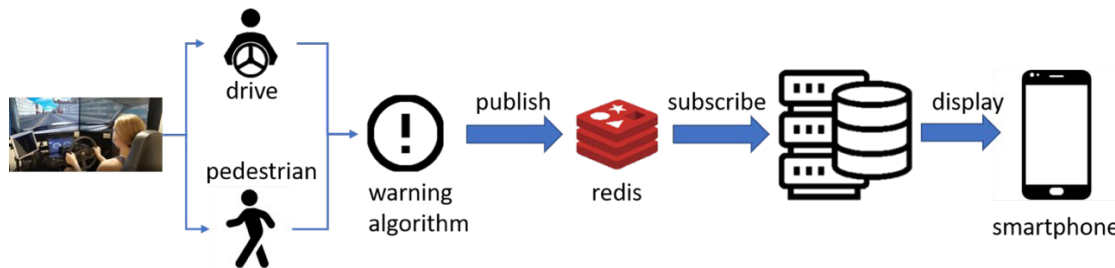 drive
pedestrian
warning
algorithm
publish
redis
subscribe
display
smartphone